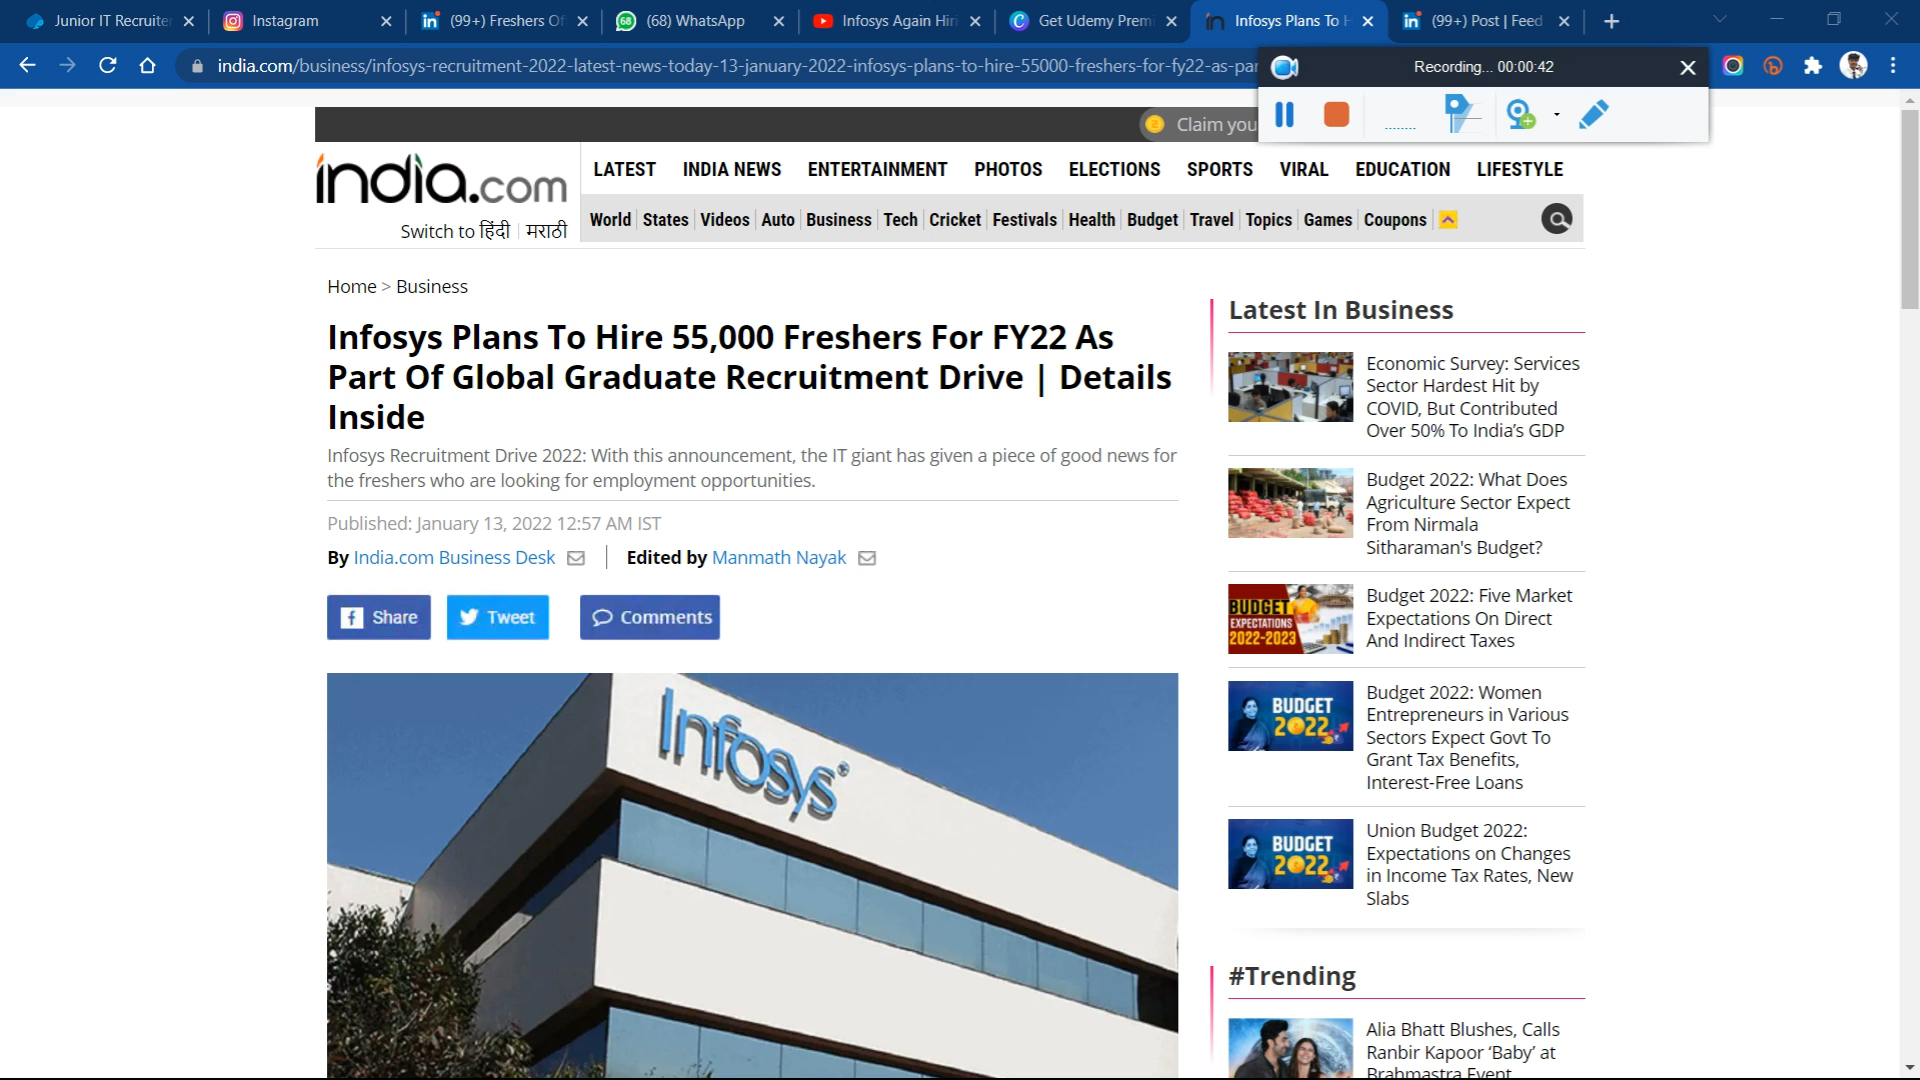 Junior IT Recruiter
Instagram
(99+) Freshers Of
(68) WhatsApp
Infosys Again Hiri
Get Udemy Premi
Infosys Plans To H
(99+) Post | Feed
india.com/business/infosys-recruitment-2022-latest-news-today-13-january-2022-infosys-plans-to-hire-55000-freshers-for-fy22-as-par
Recording... 00:00:42
Claim you
india.com
Switch to हिंदी | मराठी
LATEST INDIA NEWS ENTERTAINMENT PHOTOS ELECTIONS SPORTS VIRAL EDUCATION LIFESTYLE
World States Videos Auto Business Tech Cricket Festivals Health Budget Travel Topics Games Coupons
Home > Business
Infosys Plans To Hire 55,000 Freshers For FY22 As
Part Of Global Graduate Recruitment Drive | Details
Inside
Infosys Recruitment Drive 2022: With this announcement, the IT giant has given a piece of good news for
the freshers who are looking for employment opportunities.
Published: January 13, 2022 12:57 AM IST
By India.com Business Desk | Edited by Manmath Nayak
Share
Tweet
Comments
Infosys
Latest In Business
Economic Survey: Services
Sector Hardest Hit by
COVID, But Contributed
Over 50% To India's GDP
Budget 2022: What Does
Agriculture Sector Expect
From Nirmala
Sitharaman's Budget?
BUDGET
EXPECTATIONS
2022-2023
Budget 2022: Five Market
Expectations On Direct
And Indirect Taxes
BUDGET
2022
Budget 2022: Women
Entrepreneurs in Various
Sectors Expect Govt To
Grant Tax Benefits,
Interest-Free Loans
BUDGET
2022
Union Budget 2022:
Expectations on Changes
in Income Tax Rates, New
Slabs
#Trending
Alia Bhatt Blushes, Calls
Ranbir Kapoor 'Baby' at
Brahmastra Event